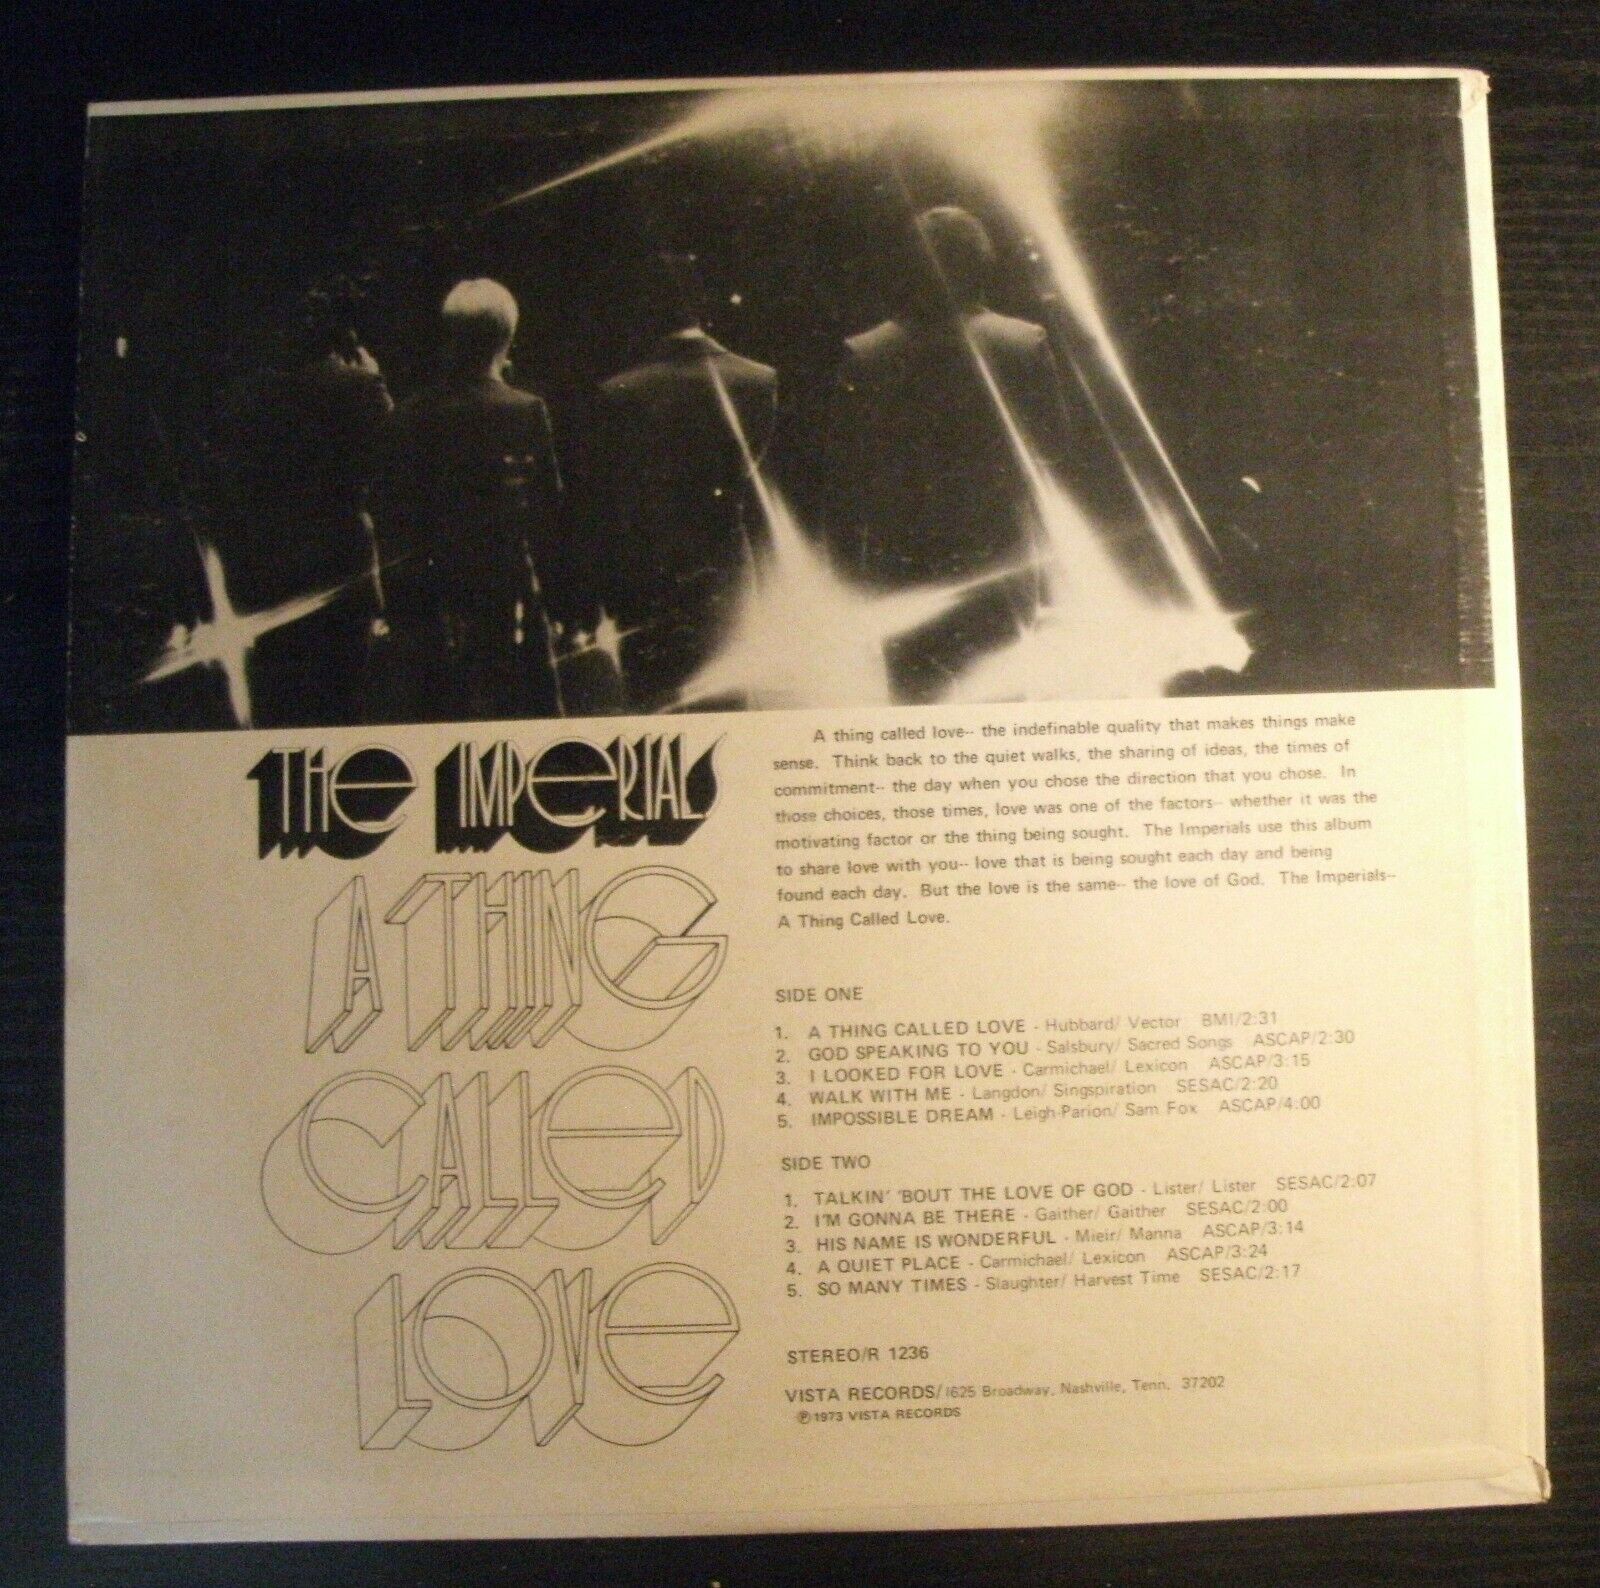 THE IMPERIALS
A THING
CALLED
LOVE
A thing called love-- the indefinable quality that makes things make
sense. Think back to the quiet walks, the sharing of ideas, the times of
commitment-- the day when you chose the direction that you chose. In
those choices, those times, love was one of the factors-- whether it was the
motivating factor or the thing being sought. The Imperials use this album
to share love with you-- love that is being sought each day and being
found each day. But the love is the same-- the love of God. The Imperials--
A Thing Called Love.
SIDE ONE
1. A THING CALLED LOVE - Hubbard/ Vector BMI/2:31
2. GOD SPEAKING TO YOU - Salsbury/ Sacred Songs ASCAP/2:30
3. I LOOKED FOR LOVE - Carmichael/ Lexicon ASCAP/3:15
4. WALK WITH ME - Langdon/ Singspiration SESAC/2:20
5. IMPOSSIBLE DREAM - Leigh-Parion/ Sam Fox ASCAP/4:00
SIDE TWO
1. TALKIN' 'BOUT THE LOVE OF GOD - Lister/ Lister SESAC/2:07
2. I'M GONNA BE THERE - Gaither/ Gaither SESAC/2:00
3. HIS NAME IS WONDERFUL - Mieir/ Manna ASCAP/3:14
4. A QUIET PLACE - Carmichael/ Lexicon ASCAP/3:24
5. SO MANY TIMES - Slaughter/ Harvest Time SESAC/2:17
STEREO/R 1236
VISTA RECORDS/ 1625 Broadway, Nashville, Tenn. 37202
℗ 1973 VISTA RECORDS